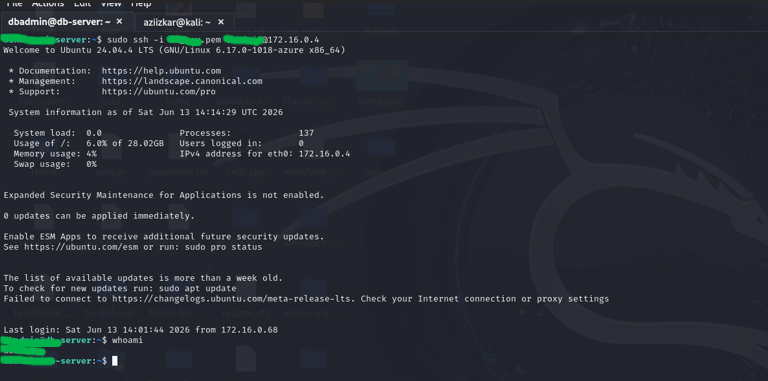 File Actions Edit View Help
dbadmin@db-server: ~ × aziizkar@kali: ~ ×
-server:~$ sudo ssh -i .pem @172.16.0.4
Welcome to Ubuntu 24.04.4 LTS (GNU/Linux 6.17.0-1018-azure x86_64)
* Documentation: https://help.ubuntu.com
* Management: https://landscape.canonical.com
* Support: https://ubuntu.com/pro
System information as of Sat Jun 13 14:14:29 UTC 2026
System load: 0.0 Processes: 137
Usage of /: 6.0% of 28.02GB Users logged in: 0
Memory usage: 4% IPv4 address for eth0: 172.16.0.4
Swap usage: 0%
Expanded Security Maintenance for Applications is not enabled.
0 updates can be applied immediately.
Enable ESM Apps to receive additional future security updates.
See https://ubuntu.com/esm or run: sudo pro status
The list of available updates is more than a week old.
To check for new updates run: sudo apt update
Failed to connect to https://changelogs.ubuntu.com/meta-release-lts. Check your Internet connection or proxy settings
Last login: Sat Jun 13 14:01:44 2026 from 172.16.0.68
-server:~$ whoami
-server:~$